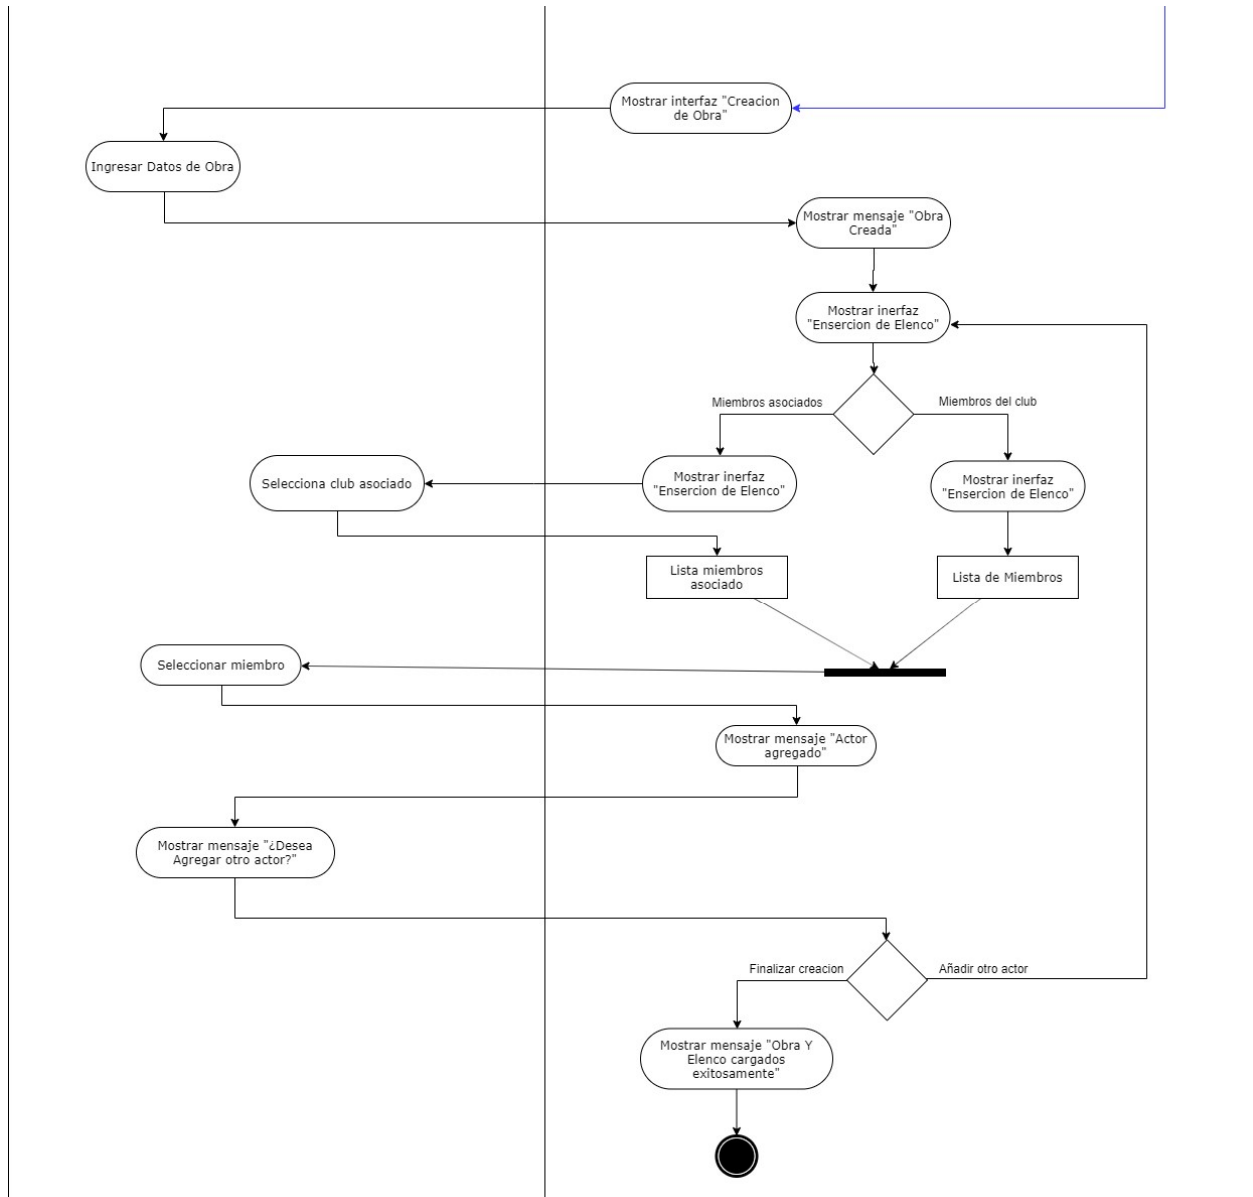 Mostrar interfaz "Creacion
de Obra"
Ingresar Datos de Obra
Mostrar mensaje "Obra
Creada"
Mostrar inerfaz
"Ensercion de Elenco"
Miembros asociados
Miembros del club
Selecciona club asociado
Mostrar inerfaz
"Ensercion de Elenco"
Mostrar inerfaz
"Ensercion de Elenco"
Lista miembros
asociado
Lista de Miembros
Seleccionar miembro
Mostrar mensaje "Actor
agregado"
Mostrar mensaje "¿Desea
Agregar otro actor?"
Finalizar creacion
Añadir otro actor
Mostrar mensaje "Obra Y
Elenco cargados
exitosamente"